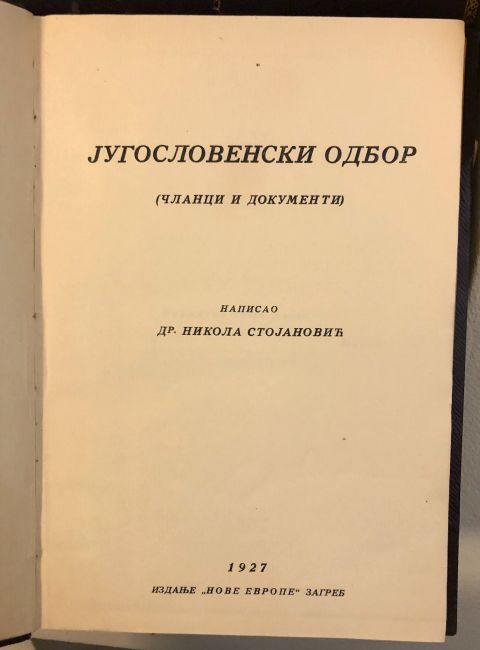 ЈУГОСЛОВЕНСКИ ОДБОР
(ЧЛАНЦИ И ДОКУМЕНТИ)
НАПИСАО
ДР. НИКОЛА СТОЈАНОВИЋ
1927
ИЗДАЊЕ „НОВЕ ЕВРОПЕ“ ЗАГРЕБ